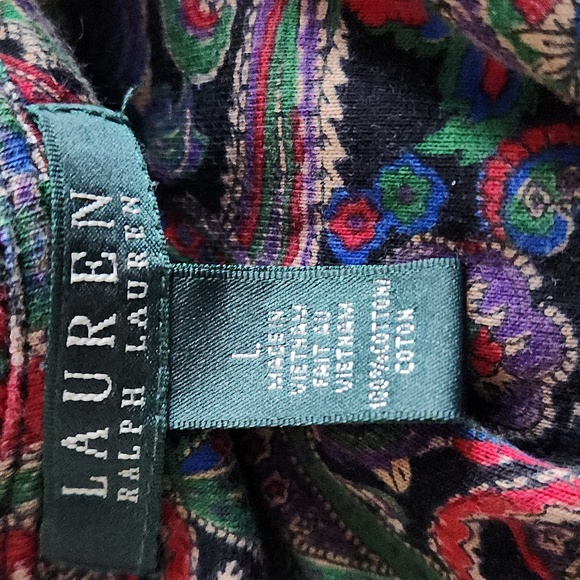 LAUREN
RALPH LAUREN
L
MADE IN
VIETNAM
FAIT AU
VIETNAM
100% COTTON
COTON